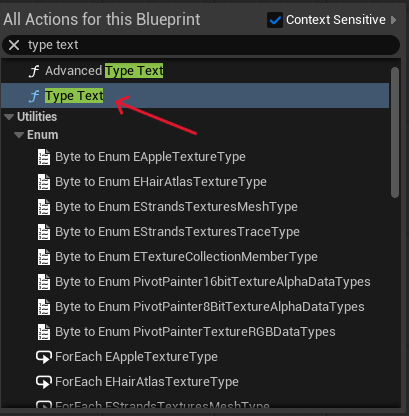 All Actions for this Blueprint
Context Sensitive
type text
Advanced Type Text
Type Text
Utilities
Enum
Byte to Enum EAppleTextureType
Byte to Enum EHairAtlasTextureType
Byte to Enum EStrandsTexturesMeshType
Byte to Enum EStrandsTexturesTraceType
Byte to Enum ETextureCollectionMemberType
Byte to Enum PivotPainter16bitTextureAlphaDataTypes
Byte to Enum PivotPainter8BitTextureAlphaDataTypes
Byte to Enum PivotPainterTextureRGBDataTypes
ForEach EAppleTextureType
ForEach EHairAtlasTextureType
ForEach EStrandsTexturesMeshType